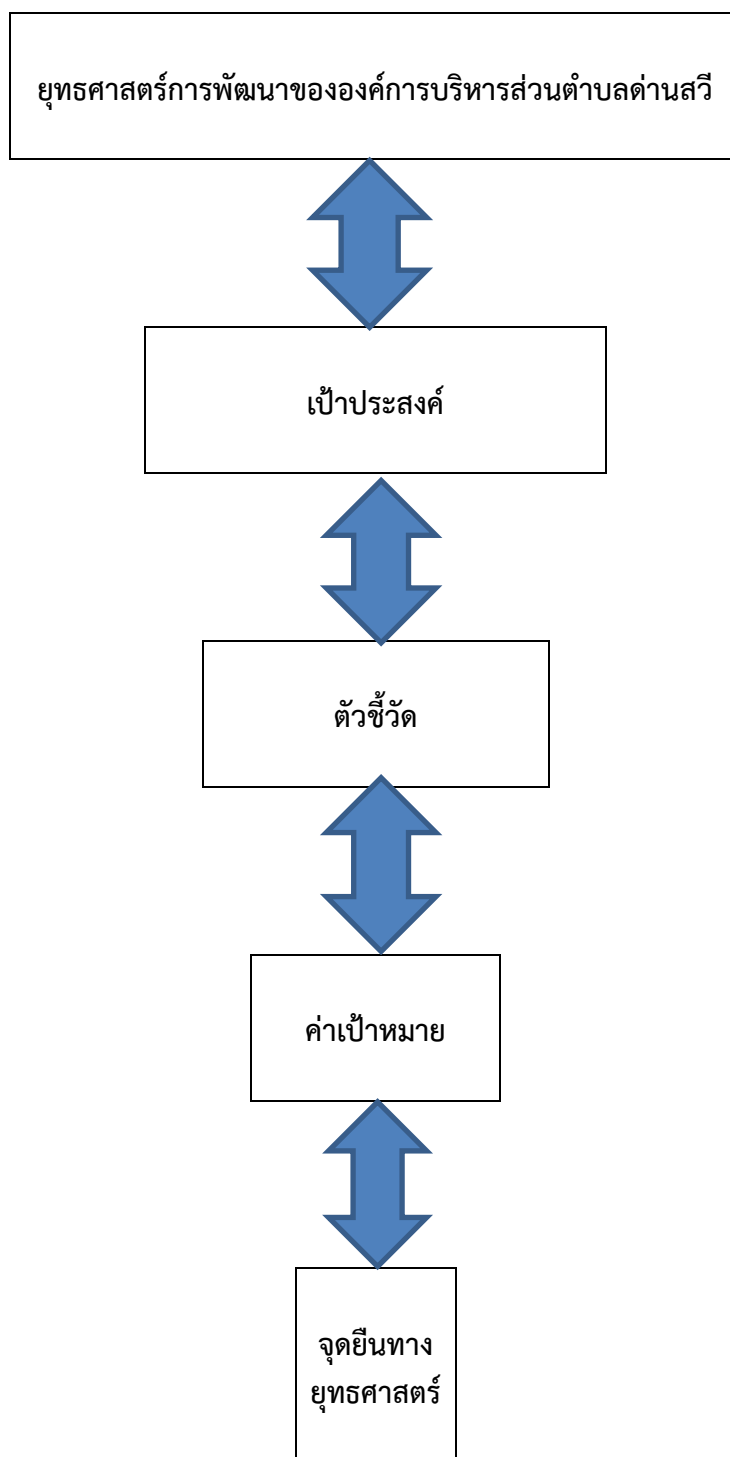 ยุทธศาสตร์การพัฒนาขององค์การบริหารส่วนตำบลด่านสวี
เป้าประสงค์
ตัวชี้วัด
ค่าเป้าหมาย
จุดยืนทาง
ยุทธศาสตร์